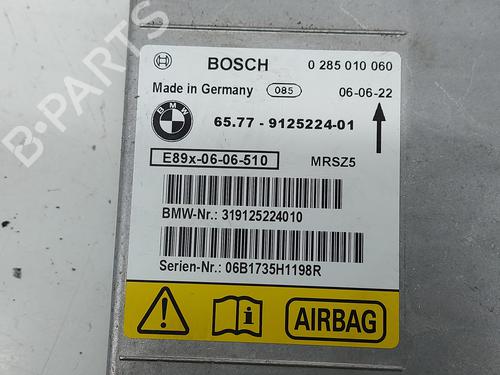 B-PARTS
BOSCH 0 285 010 060
Made in Germany 085 06-06-22
BMW 65.77 - 9125224-01
E89x-06-06-510 MRSZ5
BMW-Nr.: 319125224010
Serien-Nr.: 06B1735H1198R
AIRBAG